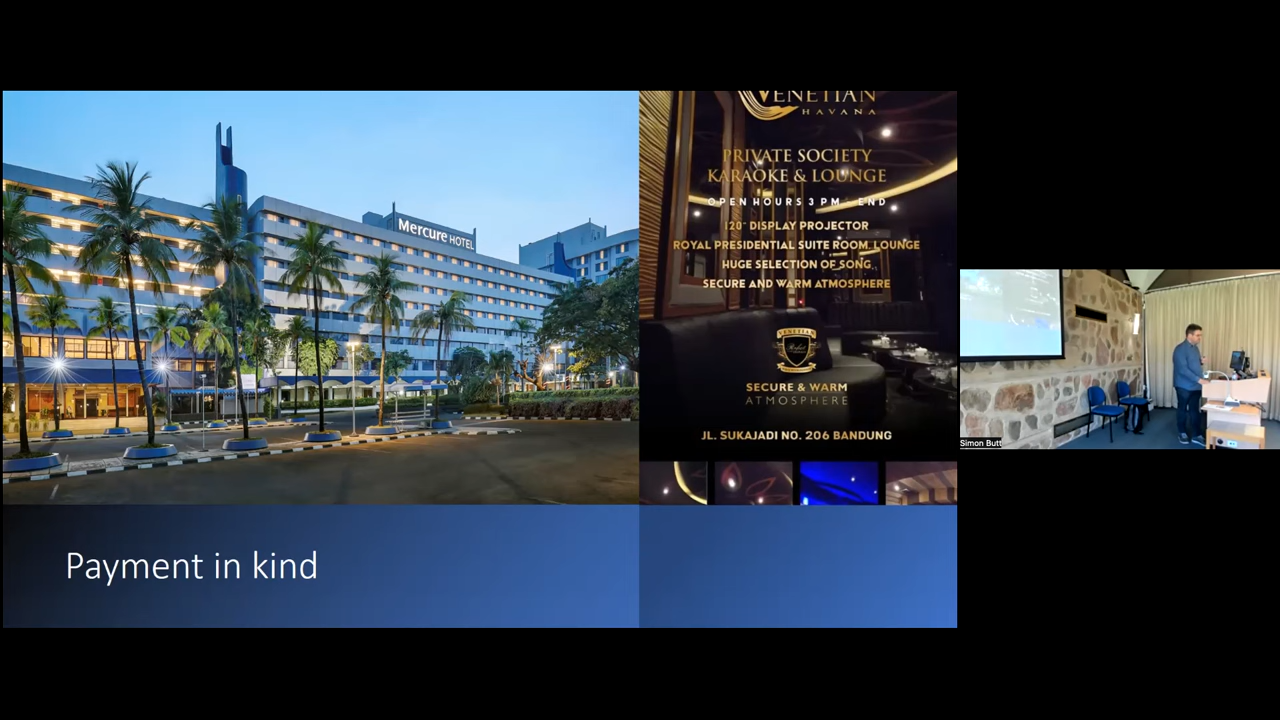 Mercure HOTEL
VENETIAN
HAVANA
PRIVATE SOCIETY
KARAOKE & LOUNGE
OPEN HOURS 3 PM - END
120" DISPLAY PROJECTOR
ROYAL PRESIDENTIAL SUITE ROOM LOUNGE
HUGE SELECTION OF SONG
SECURE AND WARM ATMOSPHERE
VENETIAN
SECURE & WARM
ATMOSPHERE
JL. SUKAJADI NO. 206 BANDUNG
Payment in kind
Simon Butt